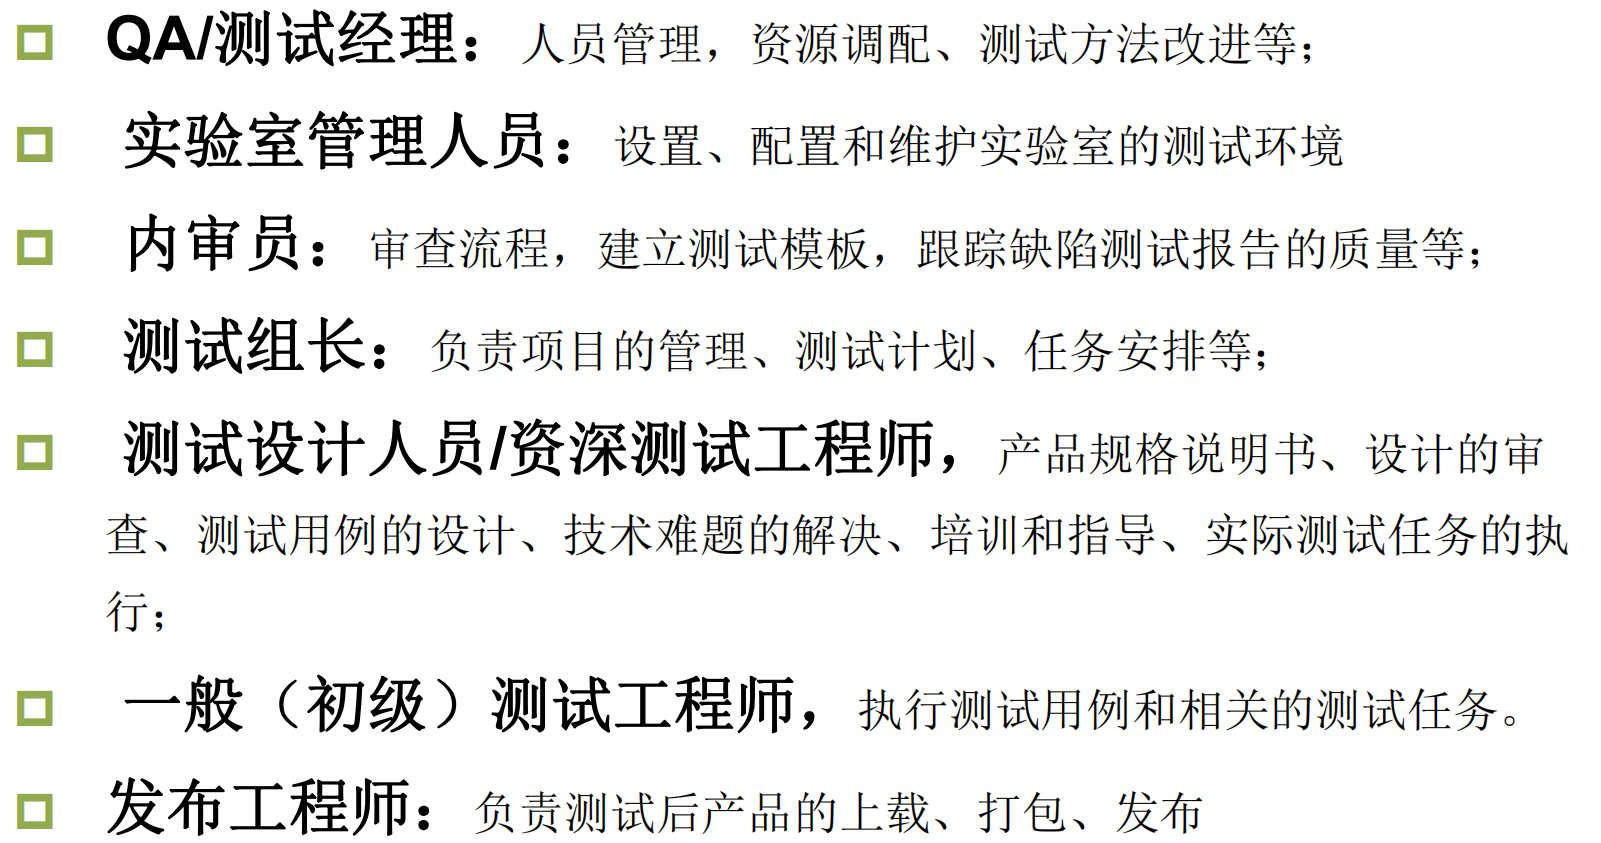 QA/测试经理：人员管理，资源调配、测试方法改进等；
实验室管理人员：设置、配置和维护实验室的测试环境
内审员：审查流程，建立测试模板，跟踪缺陷测试报告的质量等；
测试组长：负责项目的管理、测试计划、任务安排等；
测试设计人员/资深测试工程师，产品规格说明书、设计的审
查、测试用例的设计、技术难题的解决、培训和指导、实际测试任务的执
行；
一般（初级）测试工程师，执行测试用例和相关的测试任务。
发布工程师：负责测试后产品的上载、打包、发布